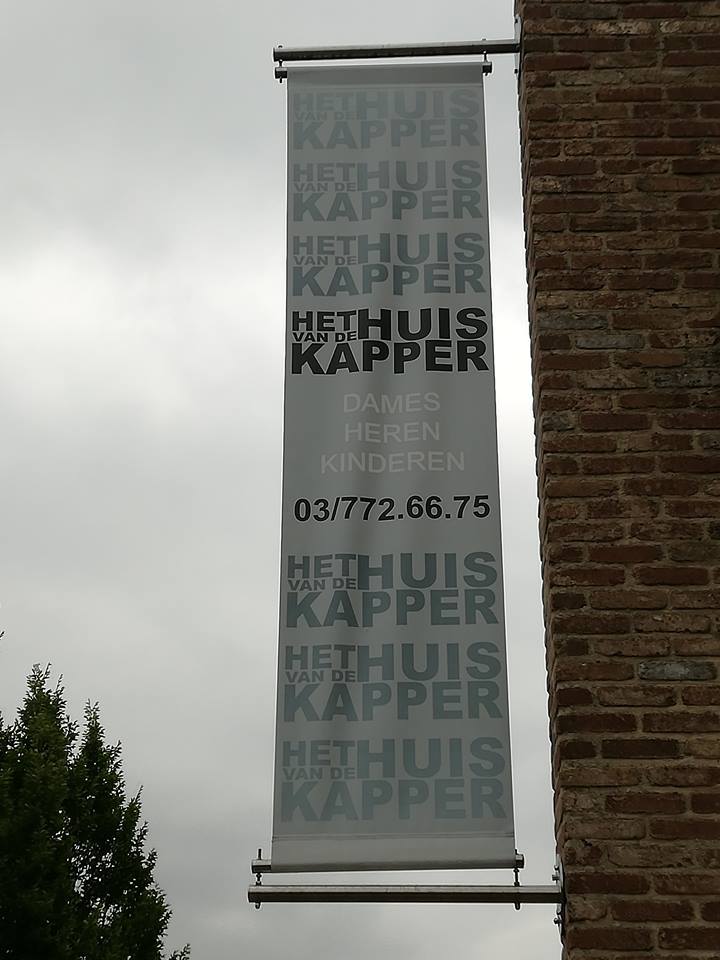 HET HUIS
VAN DE
KAPPER
HET HUIS
VAN DE
KAPPER
HET HUIS
VAN DE
KAPPER
HET HUIS
VAN DE
KAPPER
DAMES
HEREN
KINDEREN
03/772.66.75
HET HUIS
VAN DE
KAPPER
HET HUIS
VAN DE
KAPPER
HET HUIS
VAN DE
KAPPER